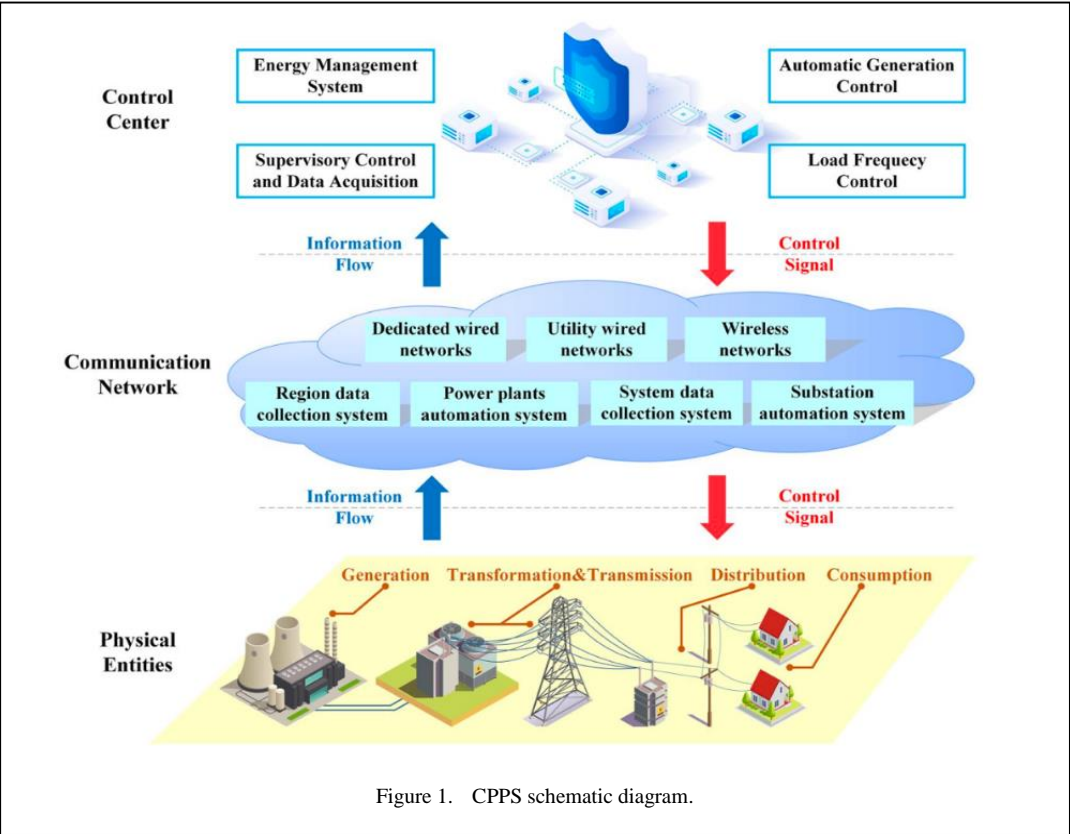 Control
Center
Energy Management
System
Automatic Generation
Control
Supervisory Control
and Data Acquisition
Load Frequecy
Control
Information
Flow
Control
Signal
Communication
Network
Dedicated wired
networks
Utility wired
networks
Wireless
networks
Region data
collection system
Power plants
automation system
System data
collection system
Substation
automation system
Information
Flow
Control
Signal
Physical
Entities
Generation
Transformation&Transmission
Distribution
Consumption
Figure 1. CPPS schematic diagram.